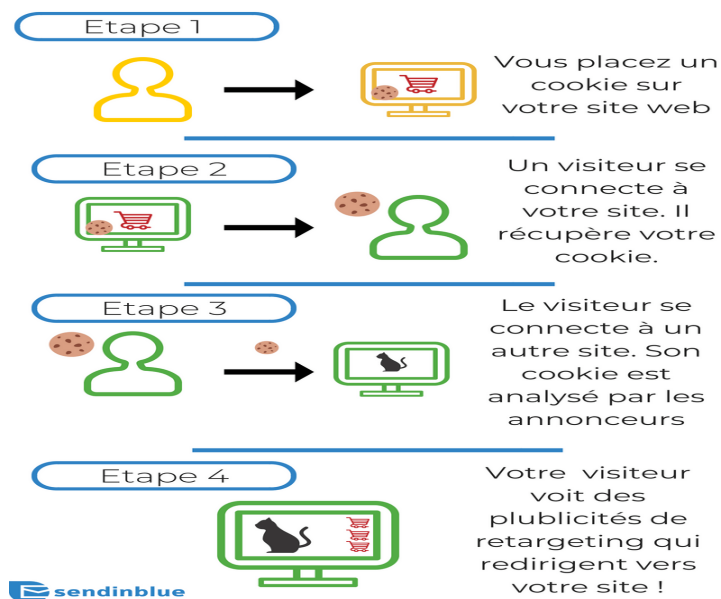 Etape 1
Vous placez un
cookie sur
votre site web
Etape 2
Un visiteur se
connecte à
votre site. Il
récupère votre
cookie.
Etape 3
Le visiteur se
connecte à un
autre site. Son
cookie est
analysé par les
annonceurs
Etape 4
Votre visiteur
voit des
plublicités de
retargeting qui
redirigent vers
votre site !
sendinblue